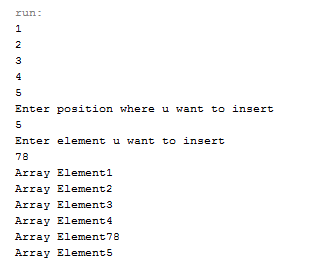 run:
1
2
3
4
5
Enter position where u want to insert
5
Enter element u want to insert
78
Array Element1
Array Element2
Array Element3
Array Element4
Array Element78
Array Element5